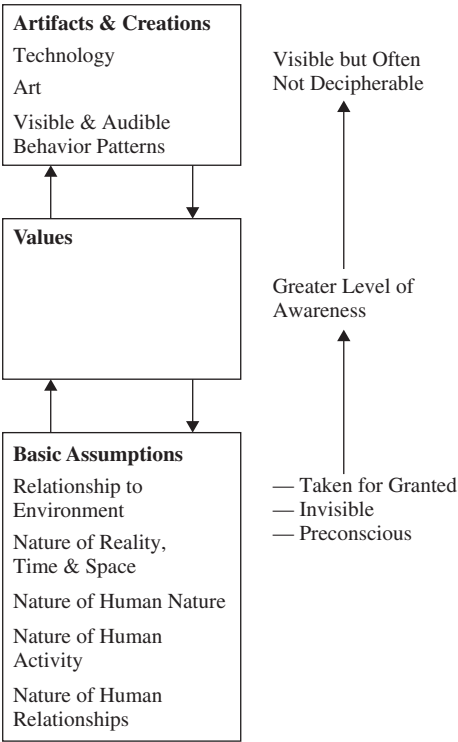 Artifacts & Creations
Technology
Art
Visible & Audible
Behavior Patterns
Visible but Often
Not Decipherable
Values
Greater Level of
Awareness
Basic Assumptions
Relationship to
Environment
Nature of Reality,
Time & Space
Nature of Human Nature
Nature of Human
Activity
Nature of Human
Relationships
— Taken for Granted
— Invisible
— Preconscious